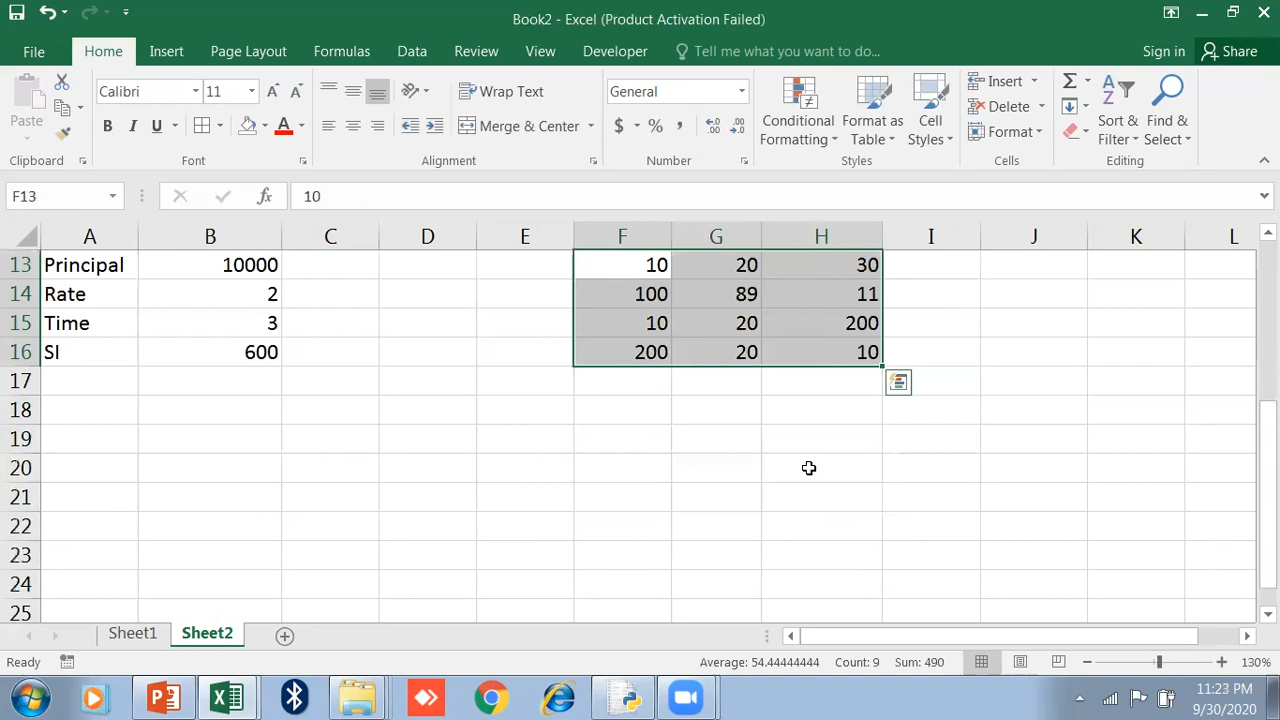 Book2 - Excel (Product Activation Failed)
File Home Insert Page Layout Formulas Data Review View Developer Tell me what you want to do... Sign in Share
Paste
Clipboard
Calibri 11
B I U
Font
Wrap Text
Merge & Center
Alignment
General
$ % ,
Number
Conditional Formatting
Format as Table
Cell Styles
Styles
Insert
Delete
Format
Cells
Sort & Filter
Find & Select
Editing
F13 fx 10
A B C D E F G H I J K L
13 Principal 10000 10 20 30
14 Rate 2 100 89 11
15 Time 3 10 20 200
16 SI 600 200 20 10
17
18
19
20
21
22
23
24
25
Sheet1 Sheet2
Ready Average: 54.44444444 Count: 9 Sum: 490 130%
11:23 PM
9/30/2020